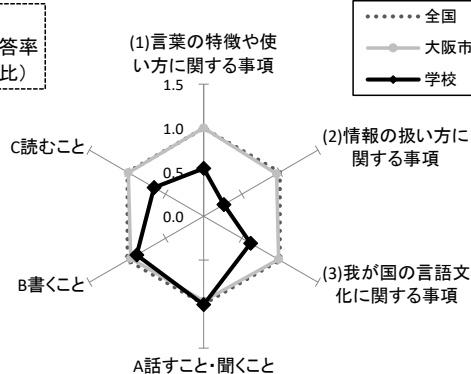 答率
比）
全国
大阪市
学校
(1)言葉の特徴や使
い方に関する事項
1.5
1.0
0.5
0.0
(2)情報の扱い方に
関する事項
(3)我が国の言語文
化に関する事項
A話すこと・聞くこと
B書くこと
C読むこと